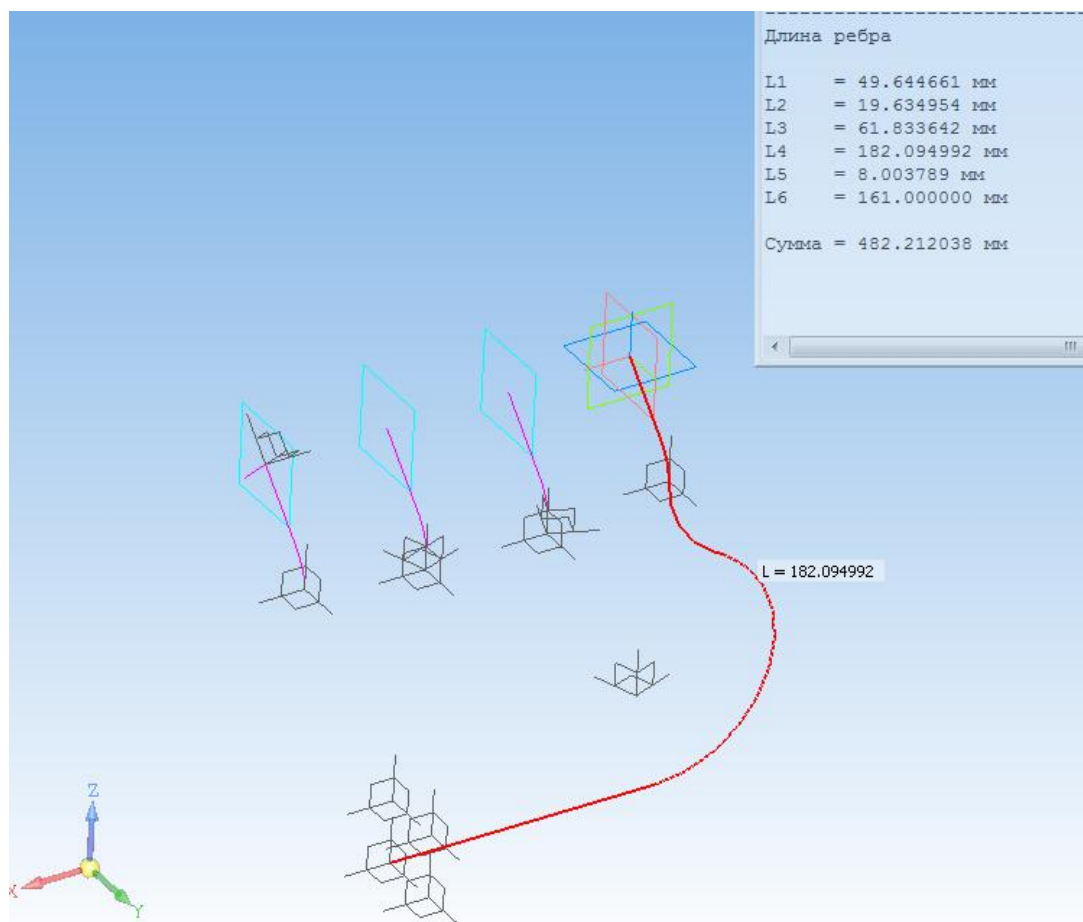 Длина ребра
L1 = 49.644661 мм
L2 = 19.634954 мм
L3 = 61.833642 мм
L4 = 182.094992 мм
L5 = 8.003789 мм
L6 = 161.000000 мм
Сумма = 482.212038 мм
L = 182.094992
Z
X
Y